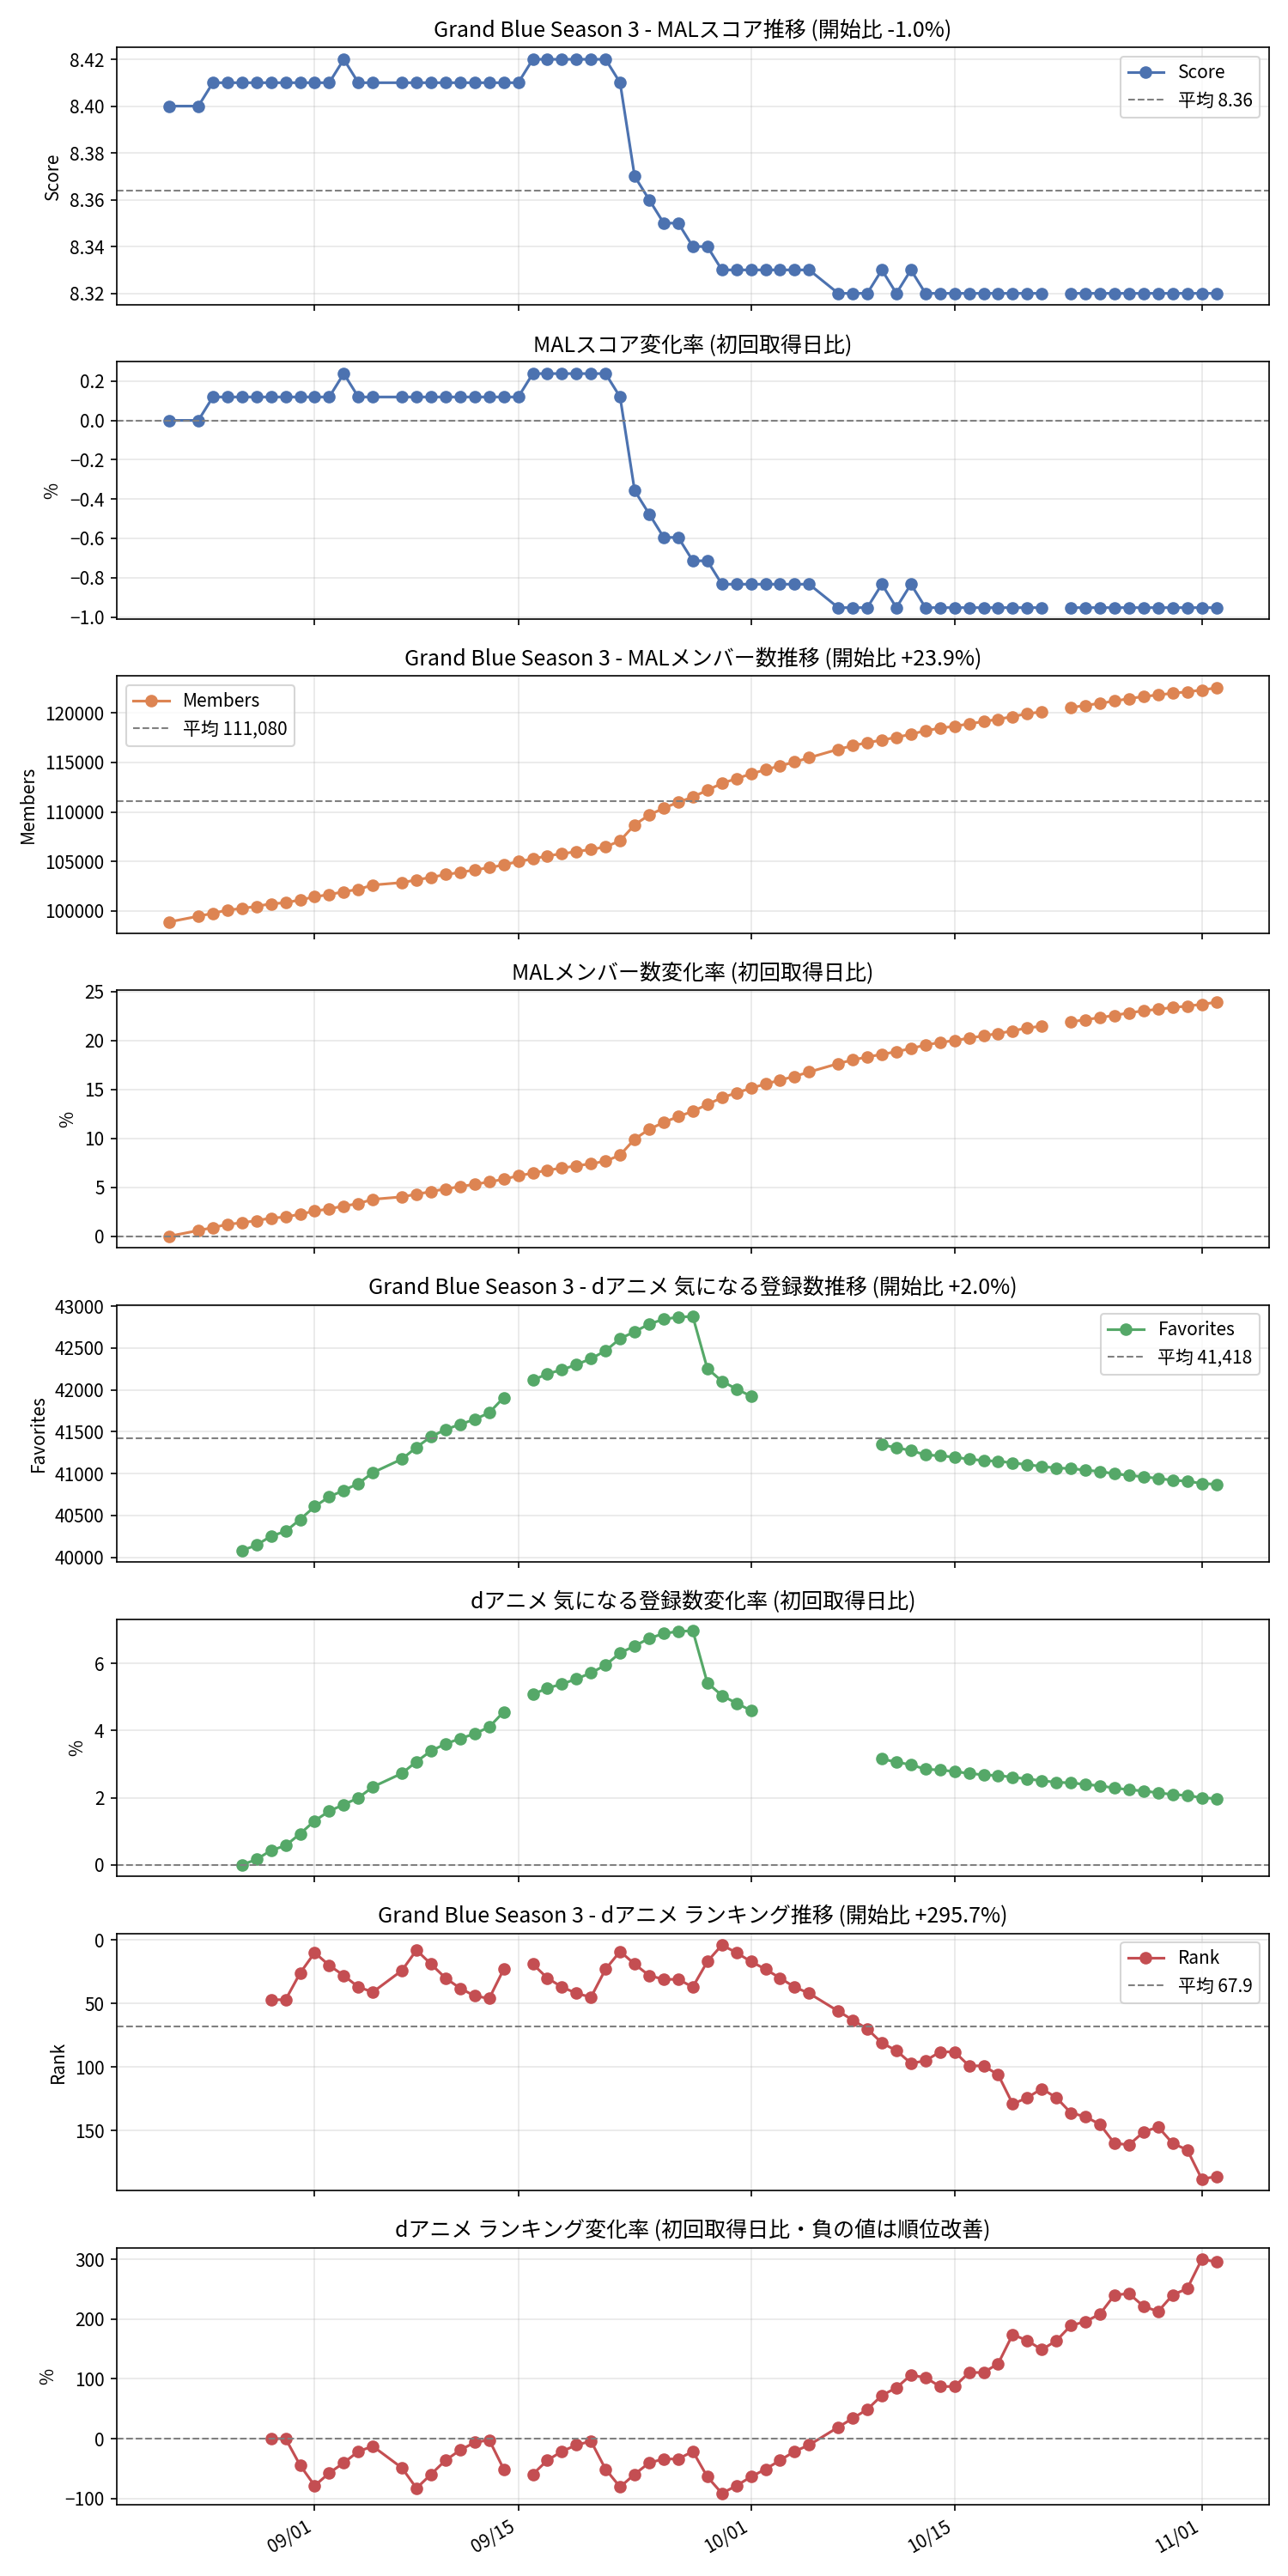 Grand Blue Season 3 - MALスコア推移 (開始比 -1.0%)
8.42
8.40
8.38
8.36
8.34
8.32
Score
Score
平均 8.36
MALスコア変化率 (初回取得日比)
0.2
0.0
−0.2
−0.4
−0.6
−0.8
−1.0
%
Grand Blue Season 3 - MALメンバー数推移 (開始比 +23.9%)
120000
115000
110000
105000
100000
Members
Members
平均 111,080
MALメンバー数変化率 (初回取得日比)
25
20
15
10
5
0
%
Grand Blue Season 3 - dアニメ 気になる登録数推移 (開始比 +2.0%)
43000
42500
42000
41500
41000
40500
40000
Favorites
Favorites
平均 41,418
dアニメ 気になる登録数変化率 (初回取得日比)
6
4
2
0
%
Grand Blue Season 3 - dアニメ ランキング推移 (開始比 +295.7%)
0
50
100
150
Rank
Rank
平均 67.9
dアニメ ランキング変化率 (初回取得日比・負の値は順位改善)
300
200
100
0
−100
%
09/01
09/15
10/01
10/15
11/01